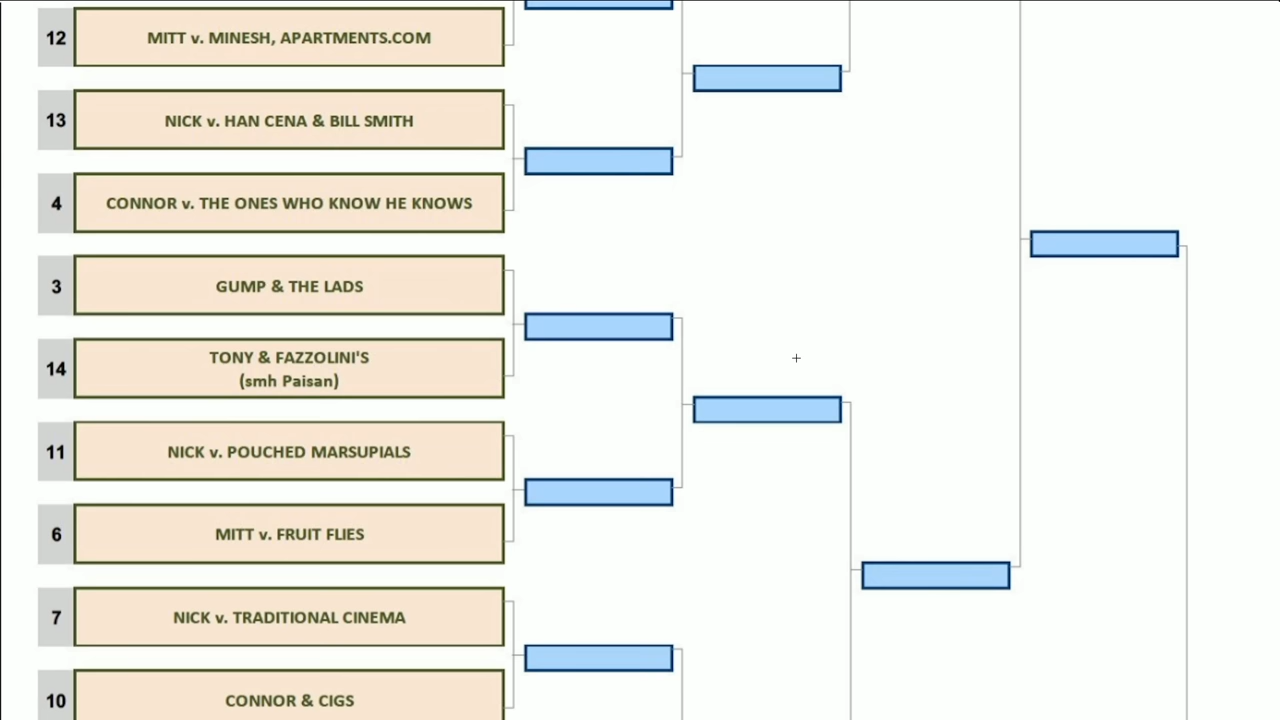 12
MITT v. MINESH, APARTMENTS.COM
13
NICK v. HAN CENA & BILL SMITH
4
CONNOR v. THE ONES WHO KNOW HE KNOWS
3
GUMP & THE LADS
14
TONY & FAZZOLINI'S
(smh Paisan)
11
NICK v. POUCHED MARSUPIALS
6
MITT v. FRUIT FLIES
7
NICK v. TRADITIONAL CINEMA
10
CONNOR & CIGS